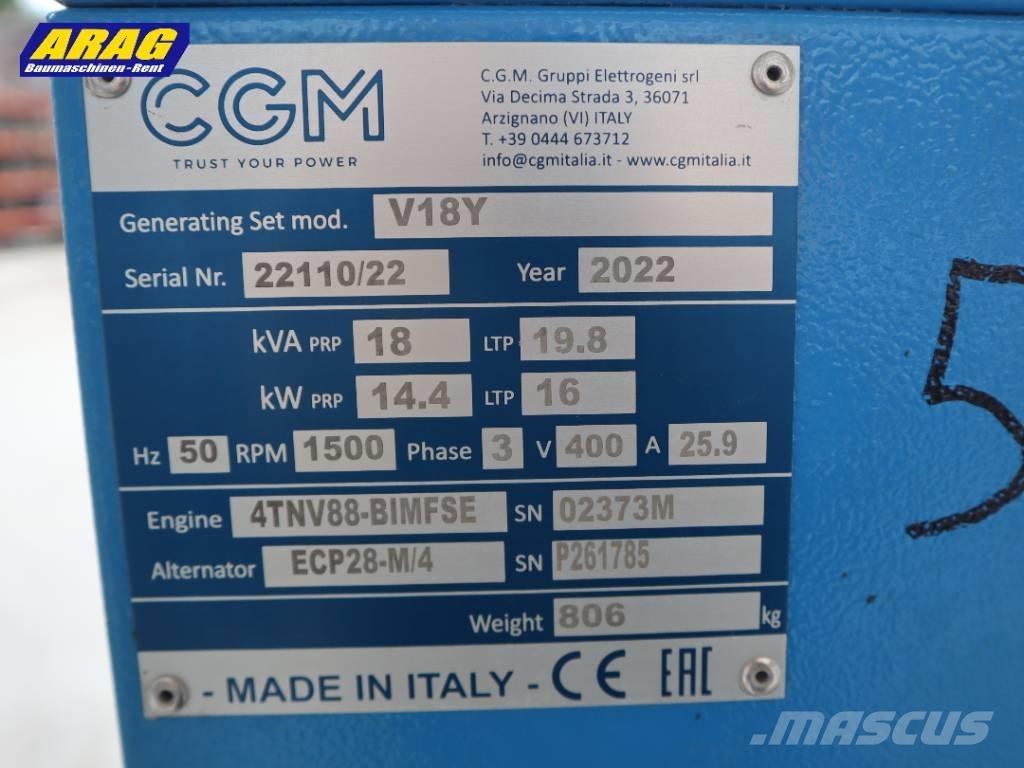 ARAG
Baumaschinen-Rent
CGM
TRUST YOUR POWER
C.G.M. Gruppi Elettrogeni srl
Via Decima Strada 3, 36071
Arzignano (VI) ITALY
T. +39 0444 673712
info@cgmitalia.it - www.cgmitalia.it
Generating Set mod. V18Y
Serial Nr. 22110/22 Year 2022
kVA PRP 18 LTP 19.8
kW PRP 14.4 LTP 16
Hz 50 RPM 1500 Phase 3 V 400 A 25.9
Engine 4TNV88-BIMFSE SN 02373M
Alternator ECP28-M/4 SN P261785
Weight 806 kg
- MADE IN ITALY - CE EAC
5
MASCUS